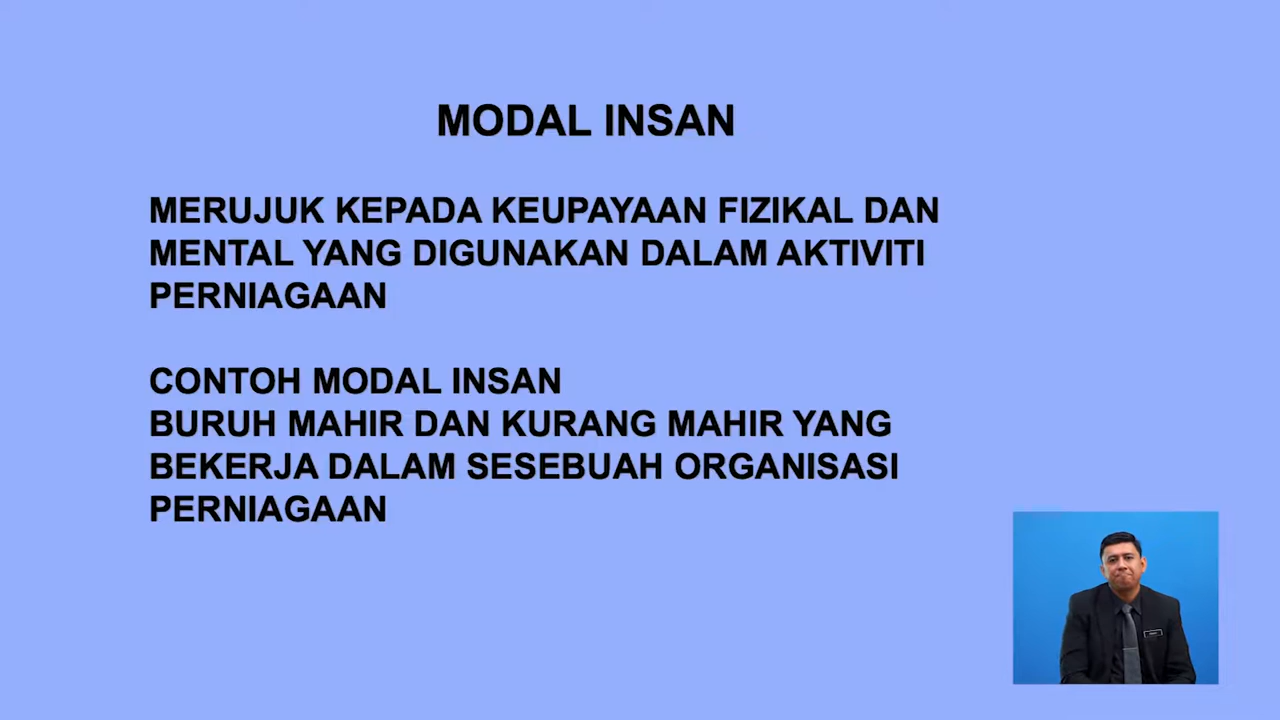 MODAL INSAN
MERUJUK KEPADA KEUPAYAAN FIZIKAL DAN
MENTAL YANG DIGUNAKAN DALAM AKTIVITI
PERNIAGAAN
CONTOH MODAL INSAN
BURUH MAHIR DAN KURANG MAHIR YANG
BEKERJA DALAM SESEBUAH ORGANISASI
PERNIAGAAN